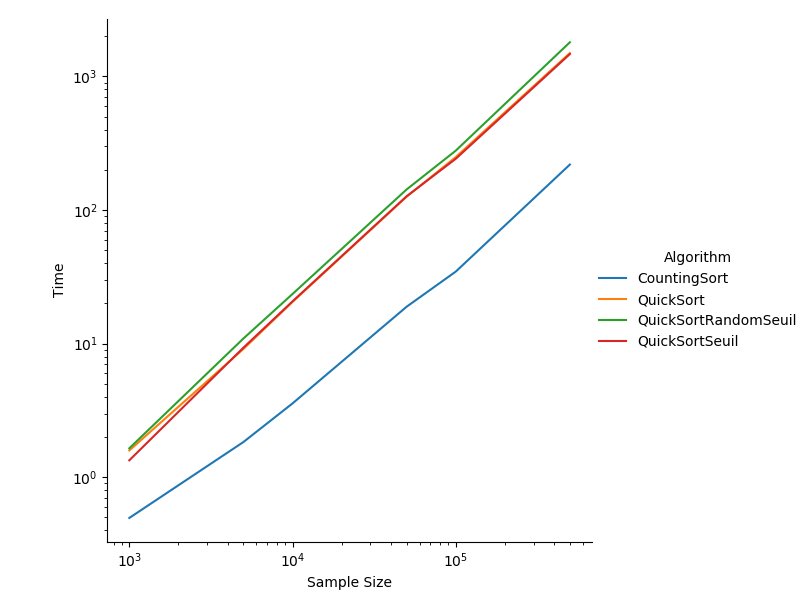 10³
10²
10¹
10⁰
Time
10³ 10⁴ 10⁵
Sample Size
Algorithm
CountingSort
QuickSort
QuickSortRandomSeuil
QuickSortSeuil